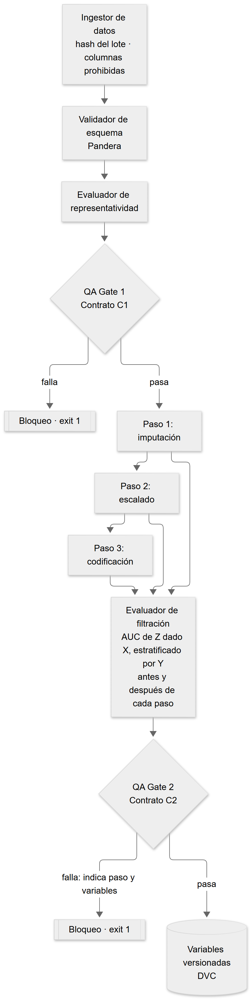 Ingestor de
datos
hash del lote ·
columnas
prohibidas
Validador de
esquema
Pandera
Evaluador de
representatividad
QA Gate 1
Contrato C1
falla
pasa
Bloqueo · exit 1
Paso 1:
imputación
Paso 2:
escalado
Paso 3:
codificación
Evaluador de
filtración
AUC de Z dado
X, estratificado
por Y
antes y
después de
cada paso
QA Gate 2
Contrato C2
falla: indica paso y
variables
pasa
Bloqueo · exit 1
Variables
versionadas
DVC